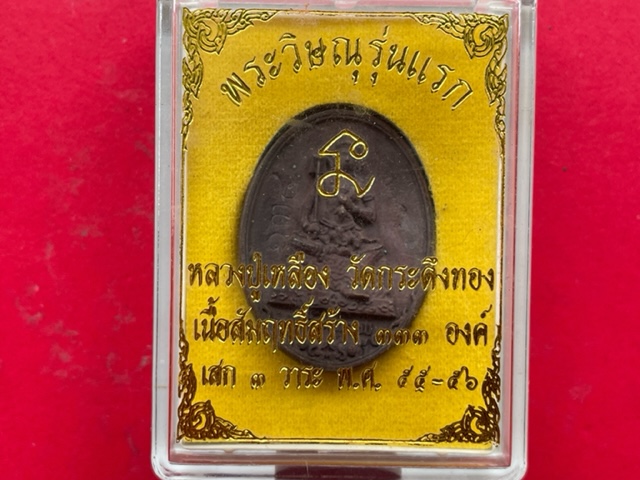 พระวิษณุรุ่นแรก
หลวงปู่เหลือง วัดกระดึงทอง
เนื้อสัมฤทธิ์สร้าง ๓๓๓ องค์
เสก ๓ วาระ พ.ศ. ๕๕-๕๖